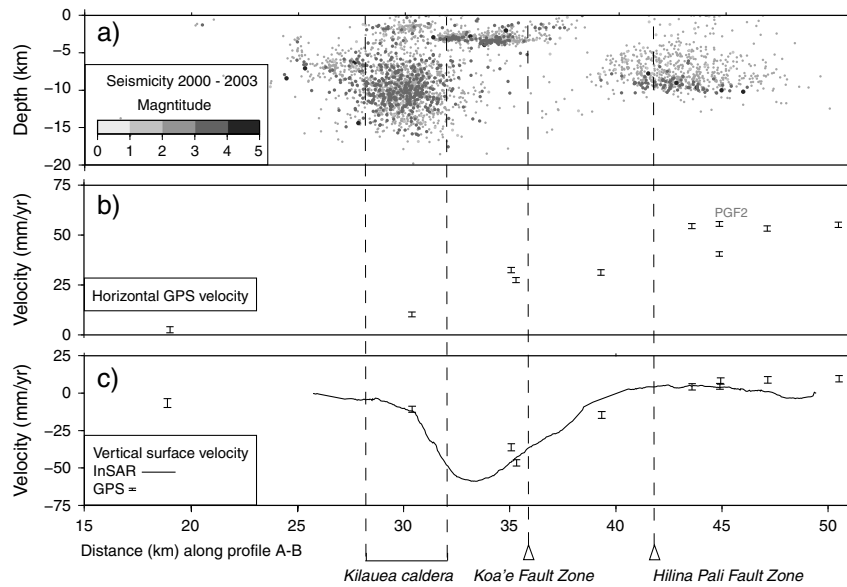 a)
Depth (km)
0
−5
−10
−15
−20
Seismicity 2000 - 2003
Magntitude
0 1 2 3 4 5
b)
Velocity (mm/yr)
75
50
25
0
PGF2
Horizontal GPS velocity
c)
Velocity (mm/yr)
25
0
−25
−50
−75
Vertical surface velocity
InSAR
GPS
15 20 25 30 35 40 45 50
Distance (km) along profile A-B
Kilauea caldera Koa'e Fault Zone Hilina Pali Fault Zone